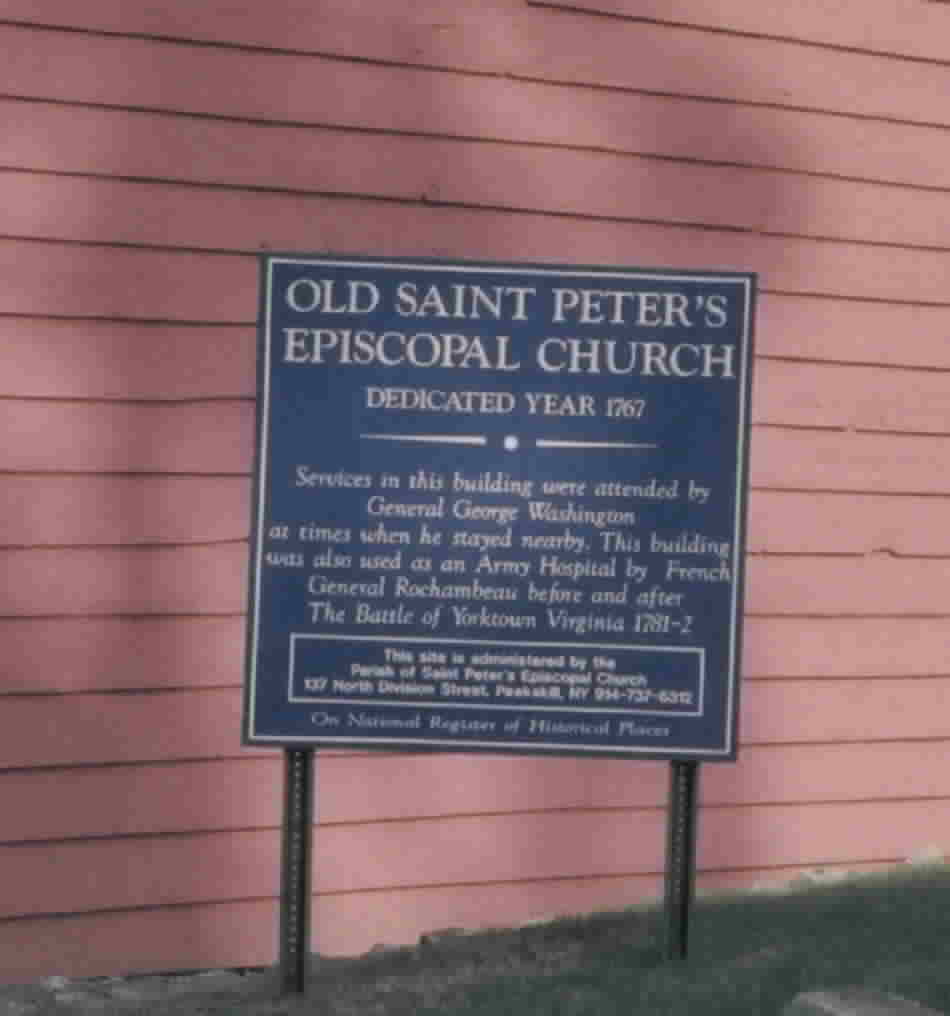 OLD SAINT PETER'S
EPISCOPAL CHURCH
DEDICATED YEAR 1767
Services in this building were attended by
General George Washington
at times when he stayed nearby. This building
was also used as an Army Hospital by French
General Rochambeau before and after
The Battle of Yorktown Virginia 1781-2
This site is administered by the
Parish of Saint Peter's Episcopal Church
137 North Division Street, Peekskill, NY 914-737-6312
On National Register of Historical Places